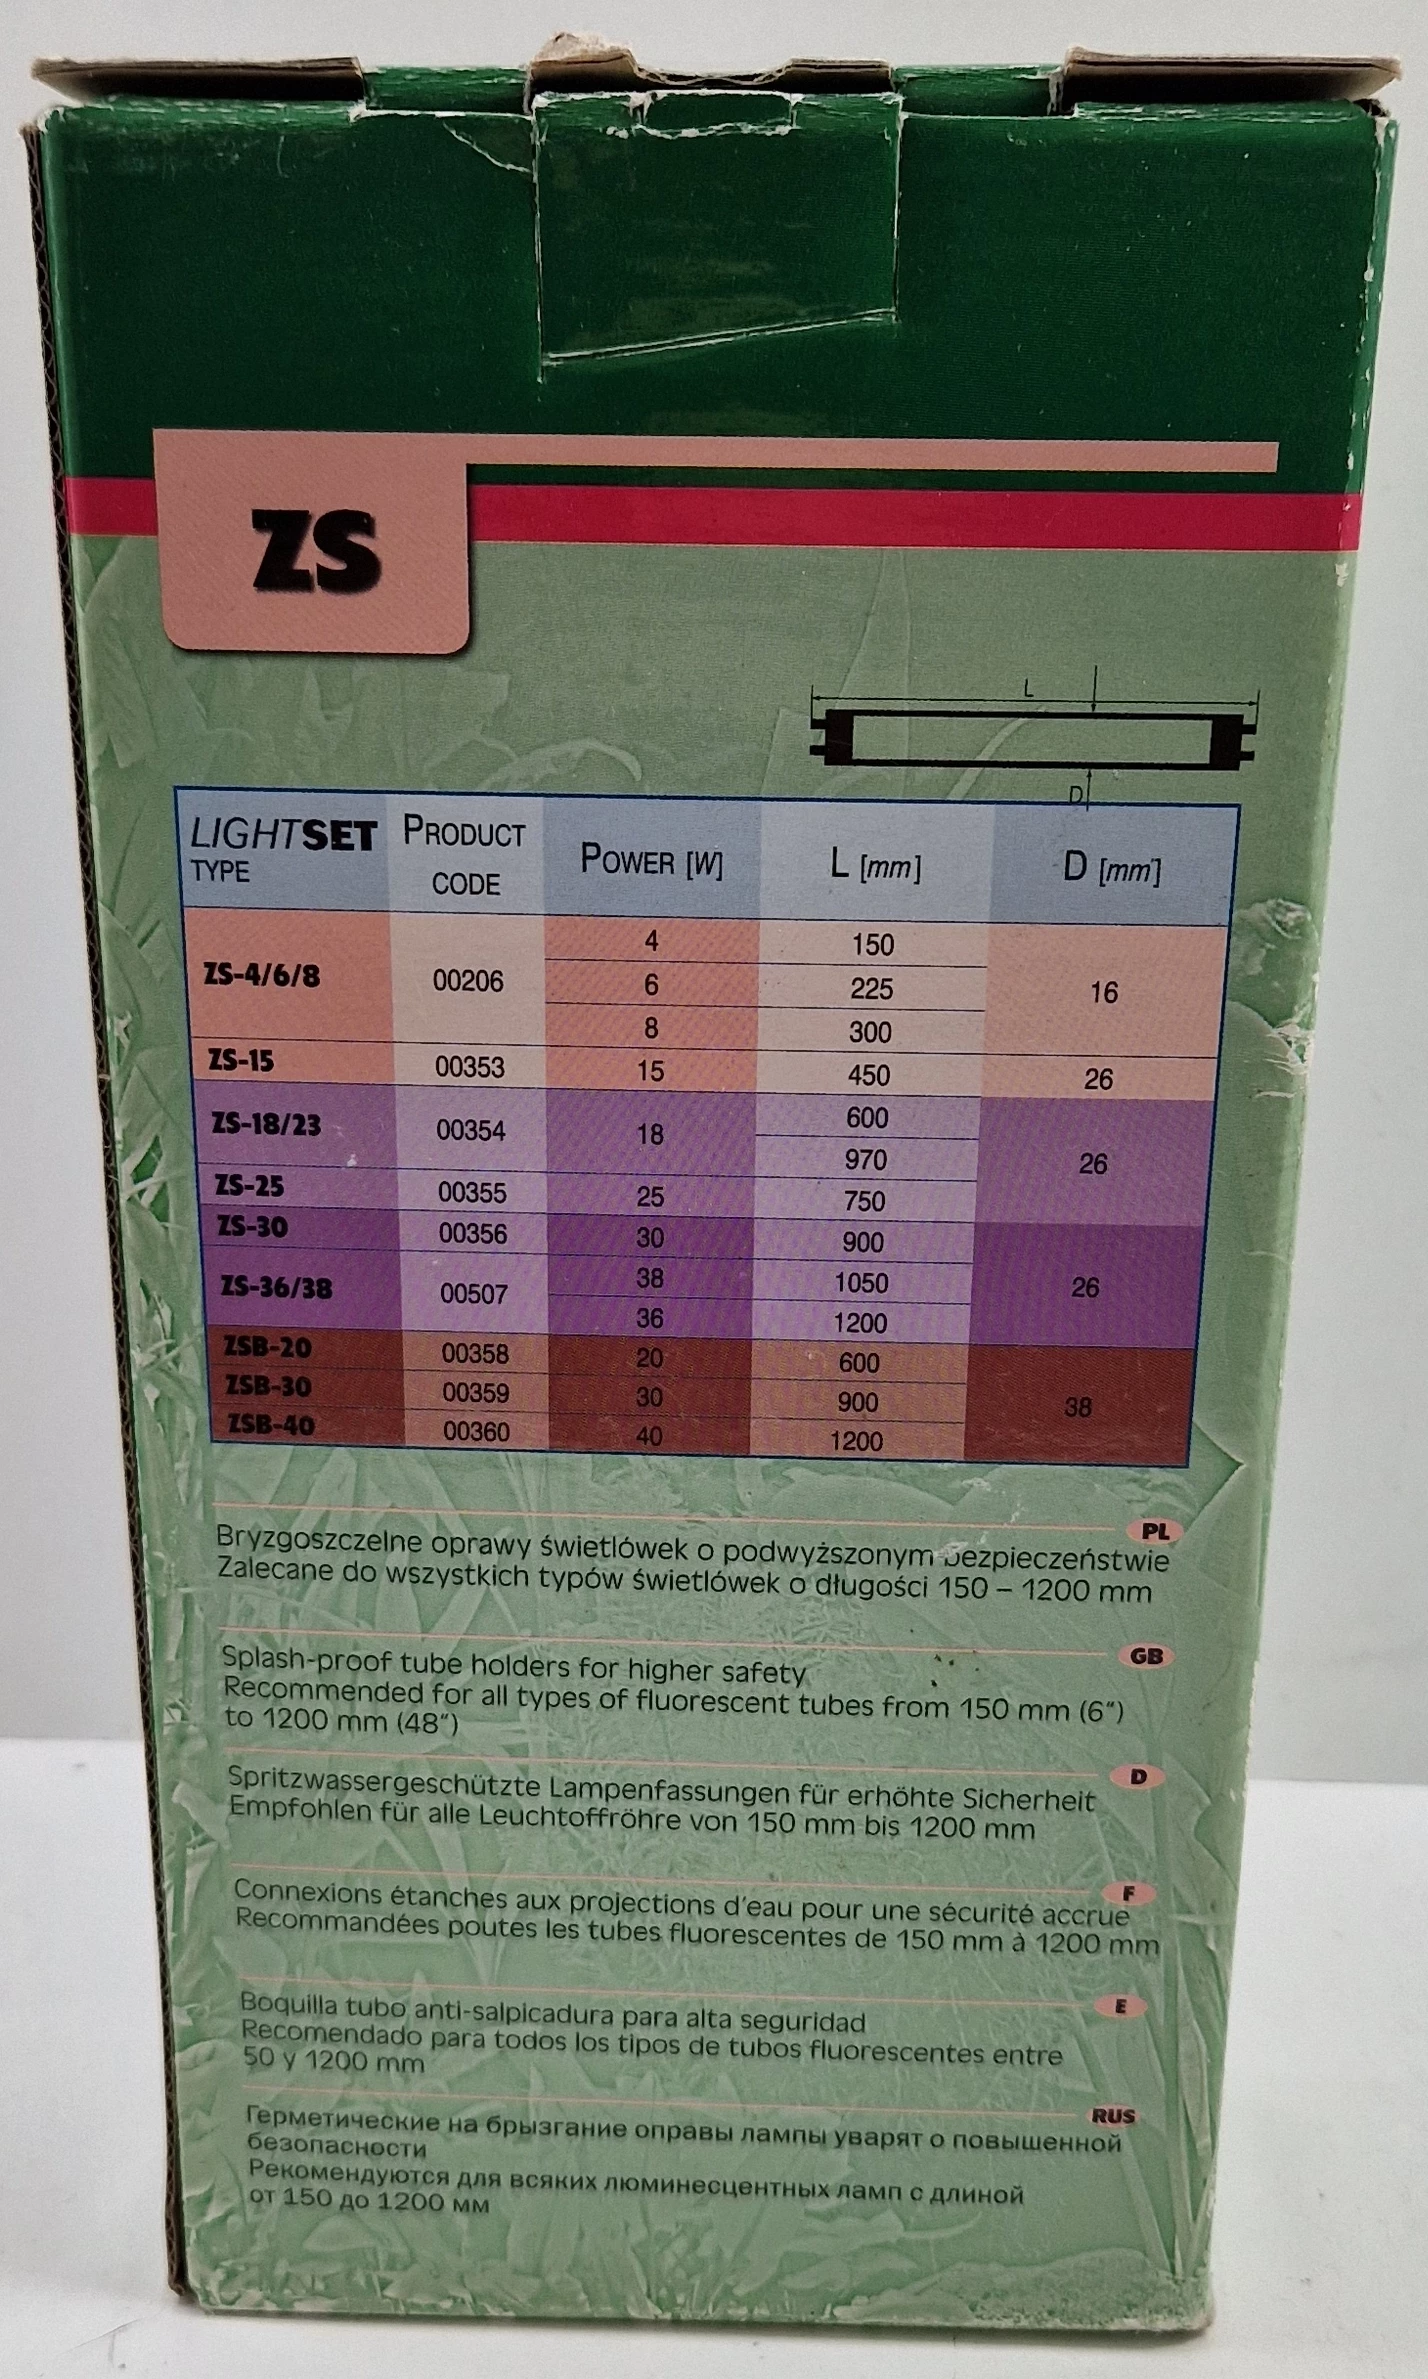 ZS
L
D
LIGHTSET TYPE PRODUCT CODE POWER [W] L [mm] D [mm]
ZS-4/6/8 00206 4 150 16
6 225
8 300
ZS-15 00353 15 450 26
ZS-18/23 00354 18 600 26
970
ZS-25 00355 25 750
ZS-30 00356 30 900 26
ZS-36/38 00507 38 1050
36 1200
ZSB-20 00358 20 600 38
ZSB-30 00359 30 900
ZSB-40 00360 40 1200
PL
Bryzgoszczelne oprawy świetlówek o podwyższonym bezpieczeństwie
Zalecane do wszystkich typów świetlówek o długości 150 – 1200 mm
GB
Splash-proof tube holders for higher safety
Recommended for all types of fluorescent tubes from 150 mm (6“)
to 1200 mm (48“)
D
Spritzwassergeschützte Lampenfassungen für erhöhte Sicherheit
Empfohlen für alle Leuchtoffröhre von 150 mm bis 1200 mm
F
Connexions étanches aux projections d'eau pour une sécurité accrue
Recommandées poutes les tubes fluorescentes de 150 mm à 1200 mm
E
Boquilla tubo anti-salpicadura para alta seguridad
Recomendado para todos los tipos de tubos fluorescentes entre
50 y 1200 mm
RUS
Герметические на брызгание оправы лампы уварят о повышенной
безопасности
Рекомендуются для всяких люминесцентных ламп с длиной
от 150 до 1200 мм